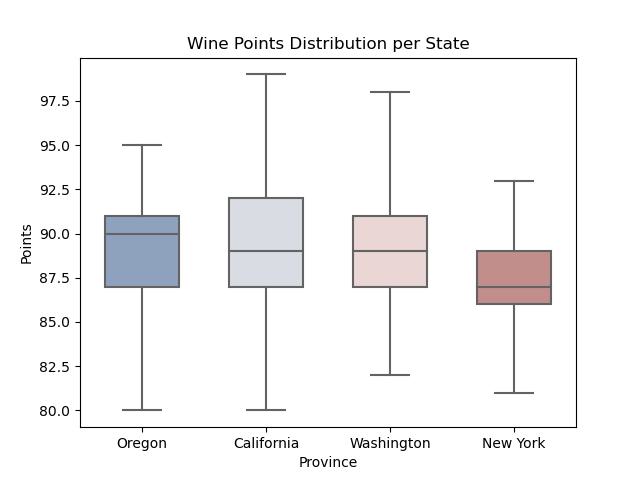 Wine Points Distribution per State
Points
97.5
95.0
92.5
90.0
87.5
85.0
82.5
80.0
Oregon California Washington New York
Province